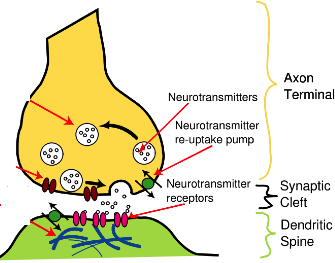 Axon
Terminal
Neurotransmitters
Neurotransmitter
re-uptake pump
Neurotransmitter
receptors
Synaptic
Cleft
Dendritic
Spine